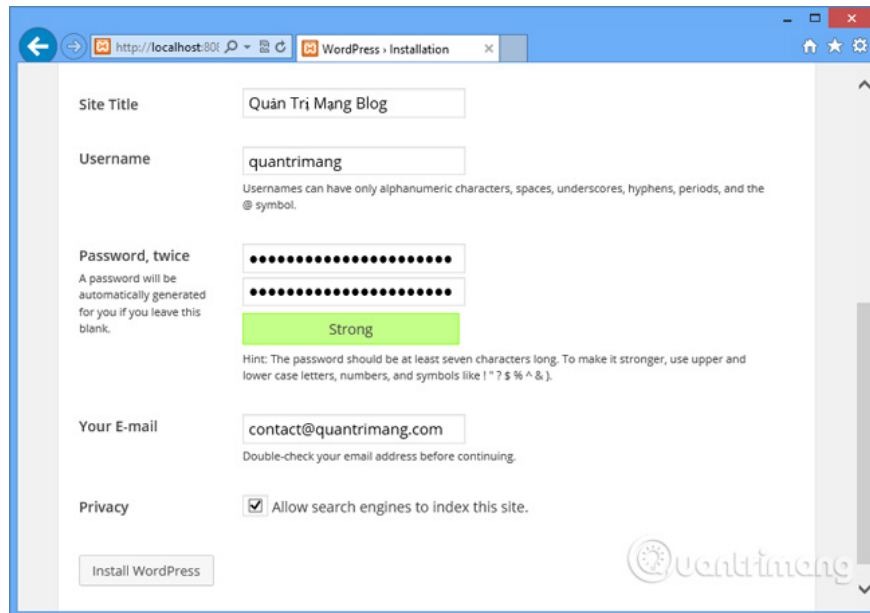 http://localhost:808
WordPress › Installation
Site Title
Quản Trị Mạng Blog
Username
quantrimang
Usernames can have only alphanumeric characters, spaces, underscores, hyphens, periods, and the
@ symbol.
Password, twice
A password will be
automatically generated
for you if you leave this
blank.
●●●●●●●●●●●●●●●●●●●●●●
●●●●●●●●●●●●●●●●●●●●●●
Strong
Hint: The password should be at least seven characters long. To make it stronger, use upper and
lower case letters, numbers, and symbols like ! " ? $ % ^ & ).
Your E-mail
contact@quantrimang.com
Double-check your email address before continuing.
Privacy
Allow search engines to index this site.
Install WordPress
Quantrimang